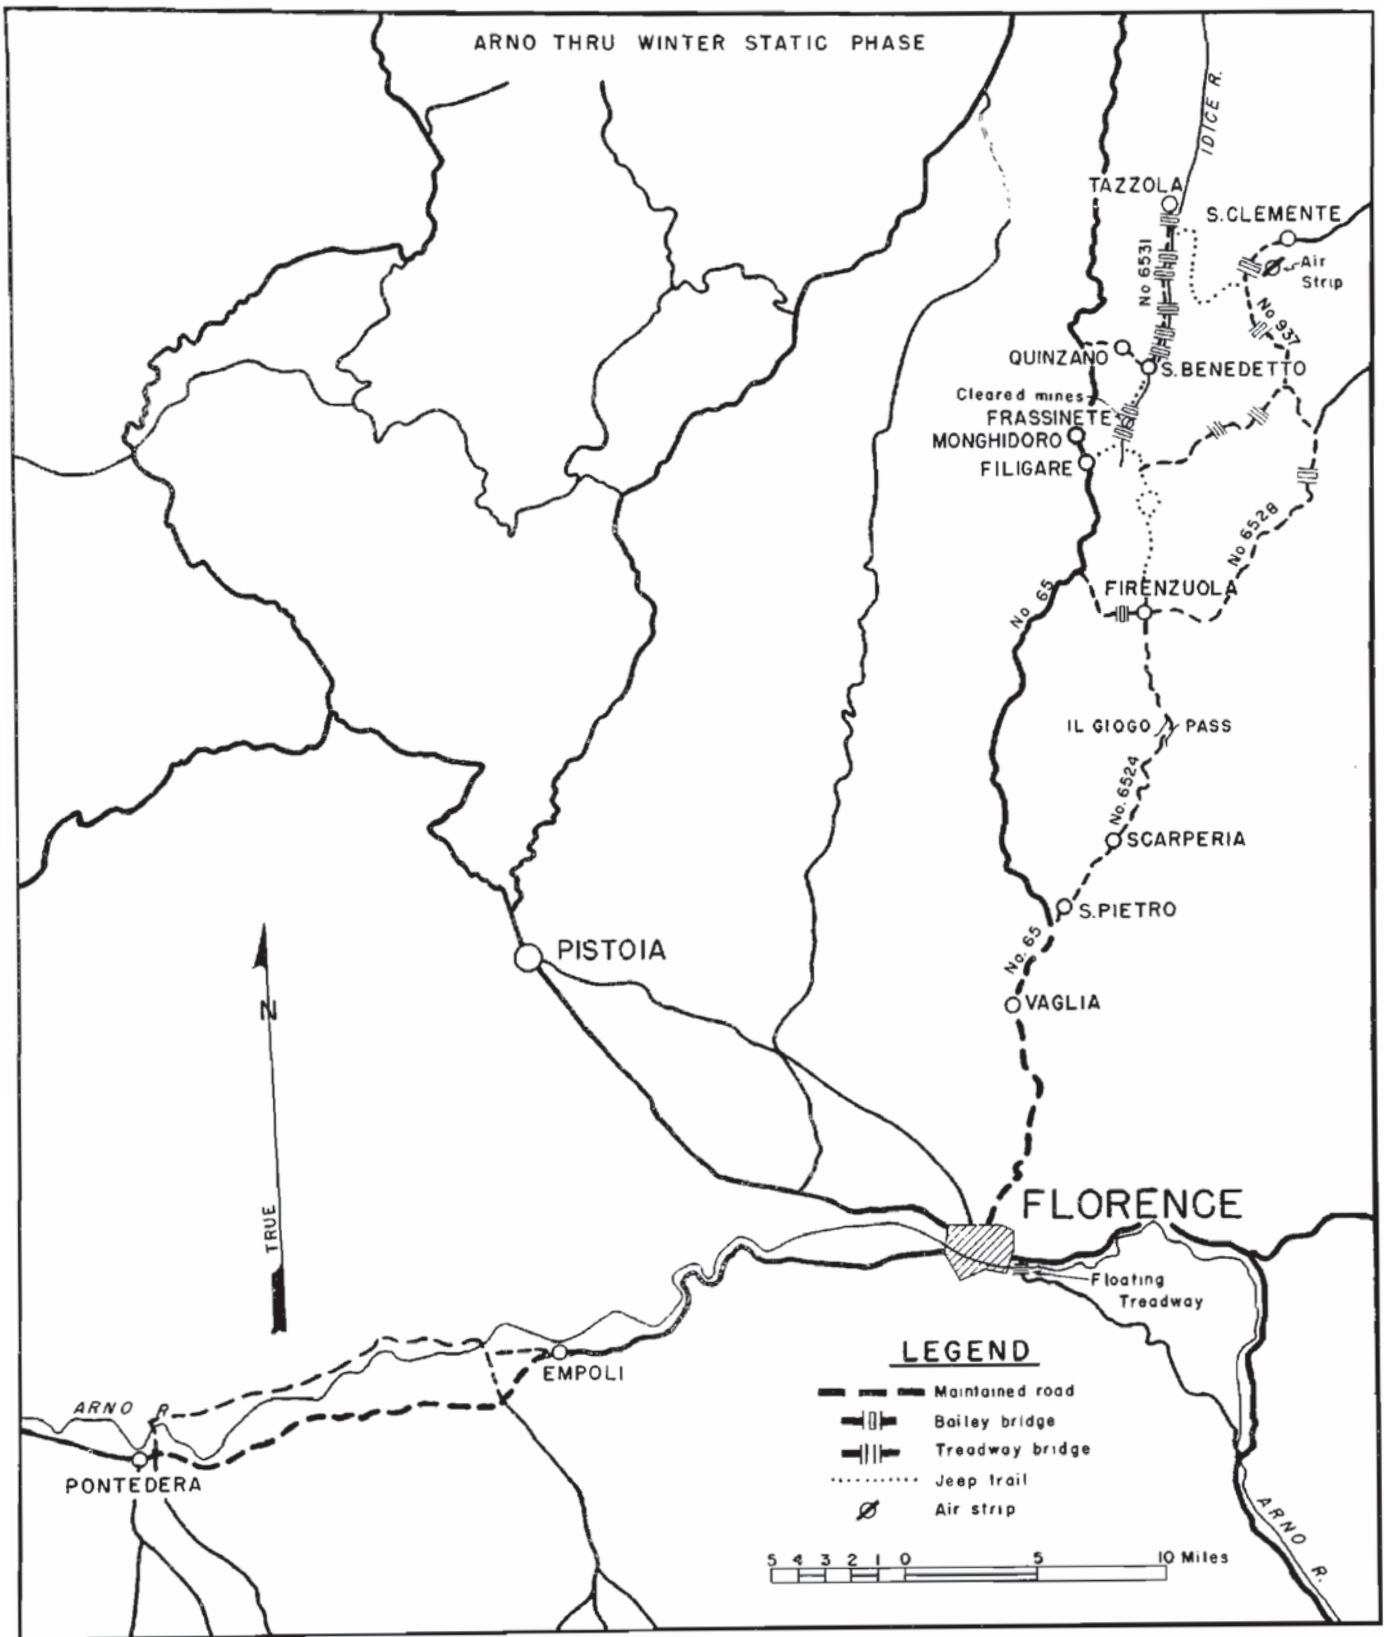 ARNO THRU WINTER STATIC PHASE
IDICE R.
TAZZOLA
S. CLEMENTE
Air
Strip
No 6531
No 937
QUINZANO
S. BENEDETTO
Cleared mines
FRASSINETE
MONGHIDORO
FILIGARE
No 6528
No 65
FIRENZUOLA
IL GIOGO PASS
No. 6524
SCARPERIA
S. PIETRO
No. 65
PISTOIA
VAGLIA
N
TRUE
FLORENCE
Floating
Treadway
EMPOLI
ARNO R.
PONTEDERA
LEGEND
Maintained road
Bailey bridge
Treadway bridge
Jeep trail
Air strip
ARNO R.
5 4 3 2 1 0 5 10 Miles